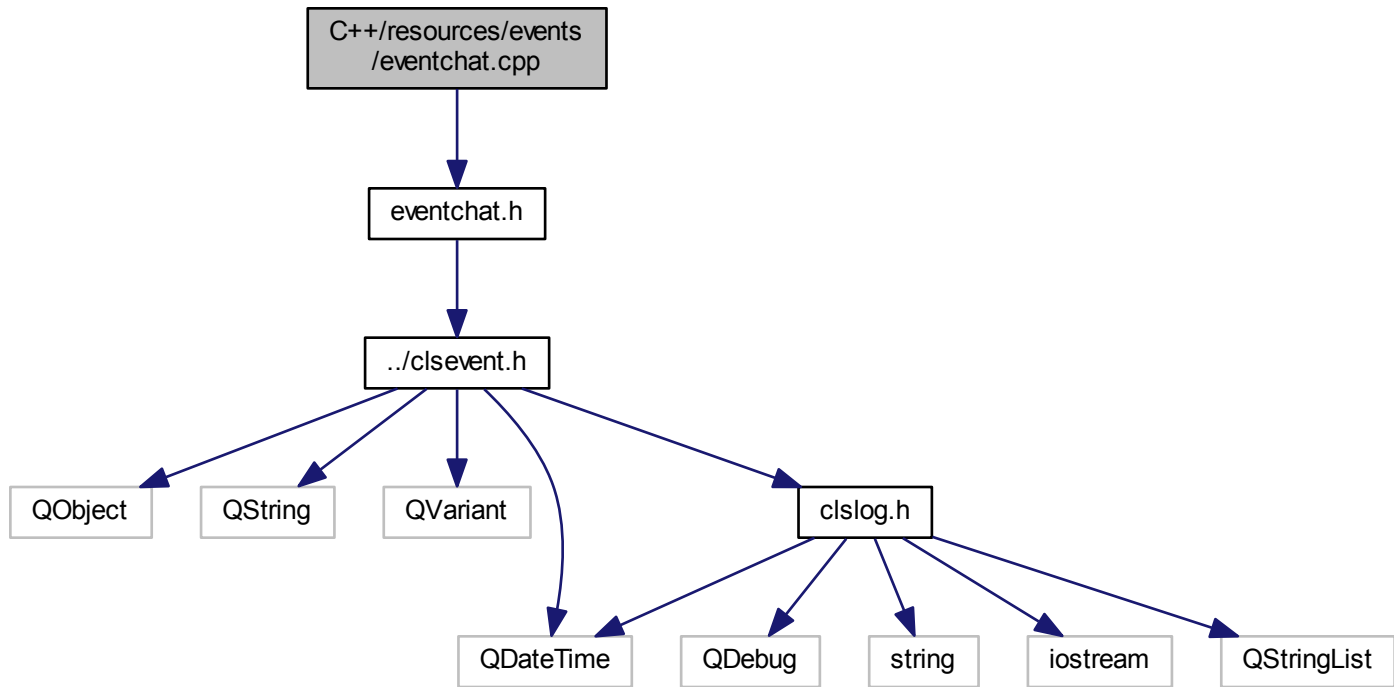 C++/resources/events
/eventchat.cpp
eventchat.h
../clsevent.h
QObject
QString
QVariant
clslog.h
QDateTime
QDebug
string
iostream
QStringList